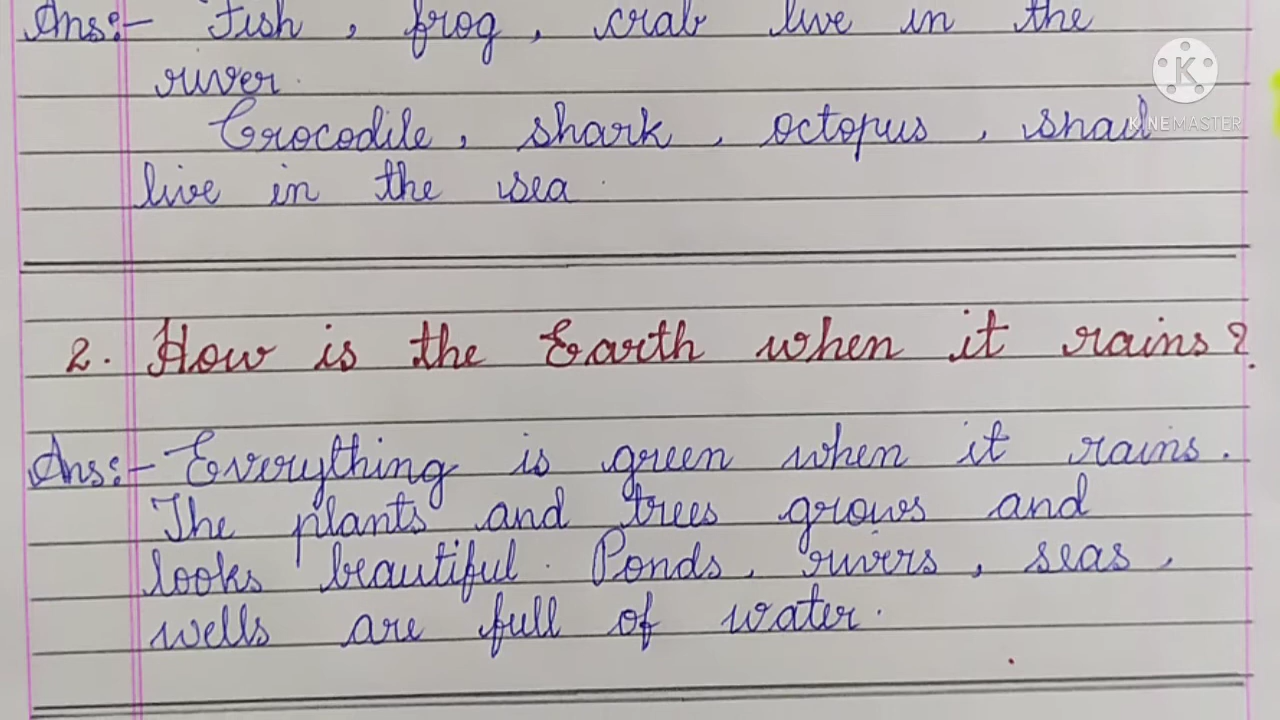 Ans:- Fish, frog, crab live in the
river.
Crocodile, shark, octopus, snail
live in the sea.
KINEMASTER
2. How is the Earth when it rains?
Ans:- Everything is green when it rains.
The plants and trees grows and
looks beautiful. Ponds, rivers, seas,
wells are full of water.